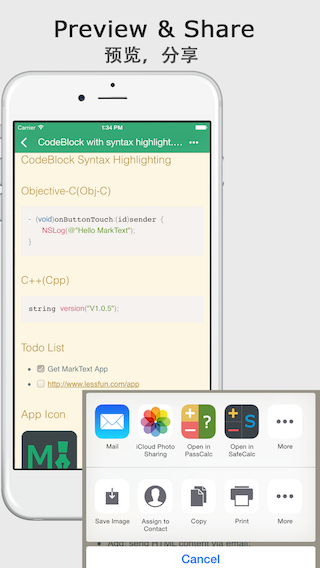 Preview & Share
预览，分享
Carrier
1:34 PM
CodeBlock with syntax highlight....
CodeBlock Syntax Highlighting
Objective-C(Obj-C)
- (void)onButtonTouch:(id)sender {
NSLog(@"Hello MarkText");
}
C++(Cpp)
string version("V1.0.5");
Todo List
Get MarkText App
http://www.lessfun.com/app
App Icon
M
Mail
iCloud Photo Sharing
Open in PassCalc
Open in SafeCalc
More
Save Image
Assign to Contact
Copy
Print
More
Add: send HTML content via email.
Cancel